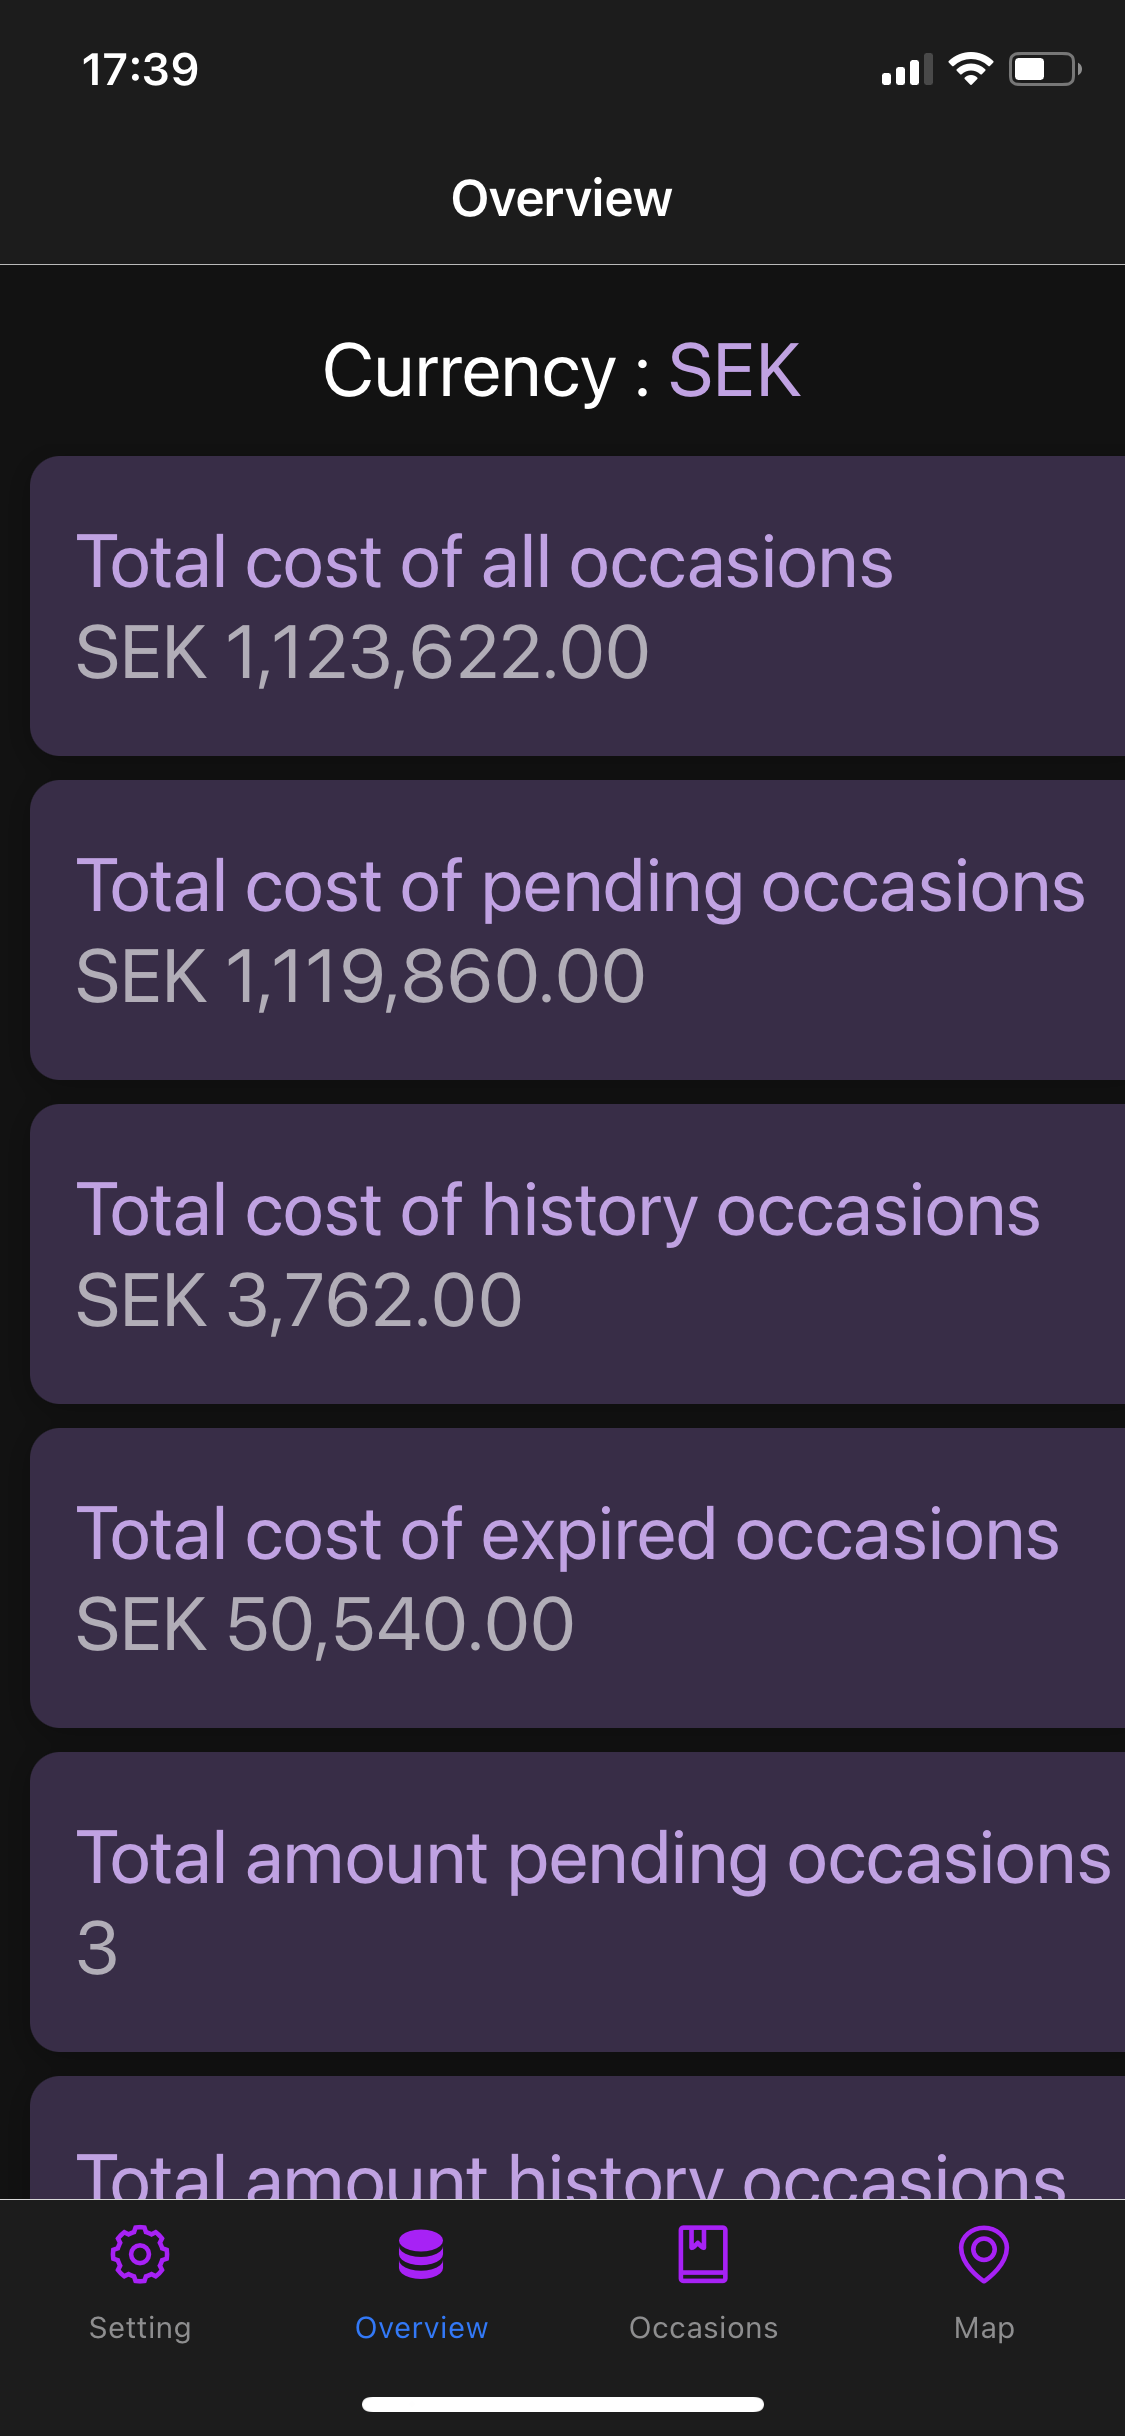 17:39
Overview
Currency : SEK
Total cost of all occasions
SEK 1,123,622.00
Total cost of pending occasions
SEK 1,119,860.00
Total cost of history occasions
SEK 3,762.00
Total cost of expired occasions
SEK 50,540.00
Total amount pending occasions
3
Total amount history occasions
Setting
Overview
Occasions
Map